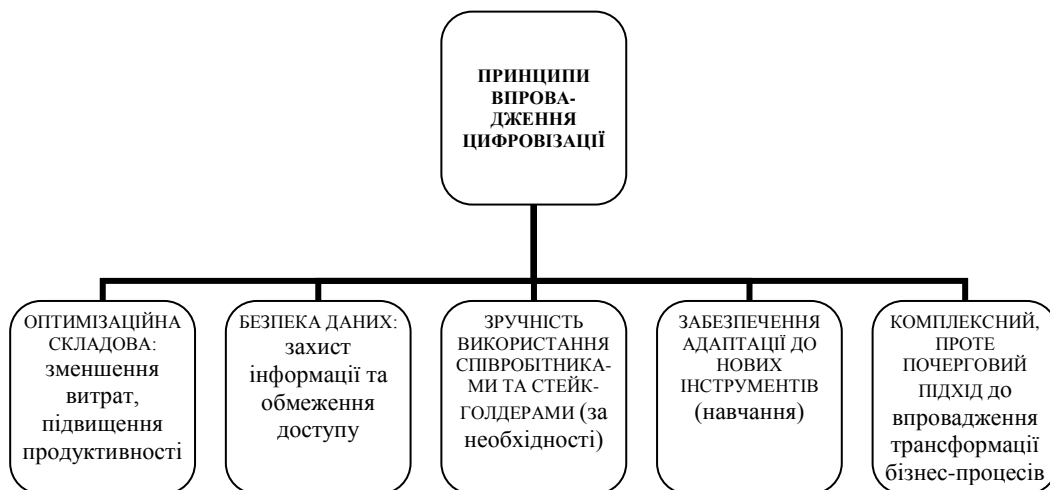 ПРИНЦИПИ
ВПРОВА-
ДЖЕННЯ
ЦИФРОВІЗАЦІЇ
ОПТИМІЗАЦІЙНА
СКЛАДОВА:
зменшення
витрат,
підвищення
продуктивності
БЕЗПЕКА ДАНИХ:
захист
інформації та
обмеження
доступу
ЗРУЧНІСТЬ
ВИКОРИСТАННЯ
СПІВРОБІТНИКА-
МИ ТА СТЕЙК-
ГОЛДЕРАМИ (за
необхідності)
ЗАБЕЗПЕЧЕННЯ
АДАПТАЦІЇ ДО
НОВИХ
ІНСТРУМЕНТІВ
(навчання)
КОМПЛЕКСНИЙ,
ПРОТЕ
ПОЧЕРГОВИЙ
ПІДХІД до
впровадження
трансформації
бізнес-процесів